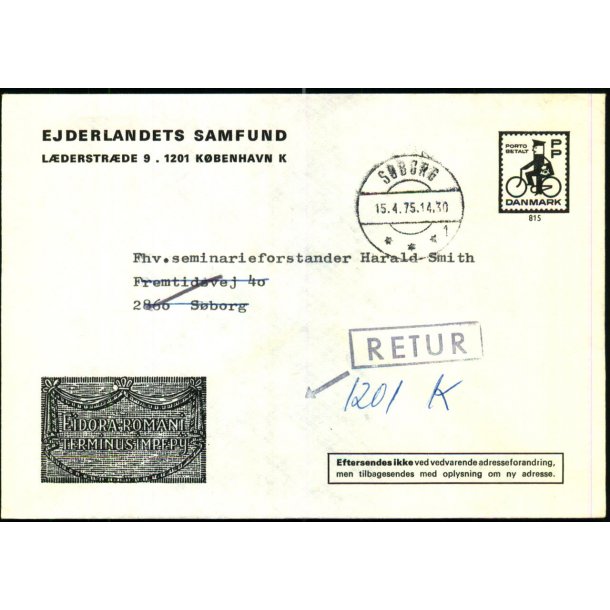 EJDERLANDETS SAMFUND
LÆDERSTRÆDE 9 . 1201 KØBENHAVN K
PORTO BETALT
PP
DANMARK
815
SØBORG
15.4.75.14.30
1
Fhv.seminarieforstander Harald Smith
Fremtidsvej 40
2860 Søborg
RETUR
1201 K
EIDORA·ROMANI
TERMINUS·IMPERII
Eftersendes ikke ved vedvarende adresseforandring,
men tilbagesendes med oplysning om ny adresse.